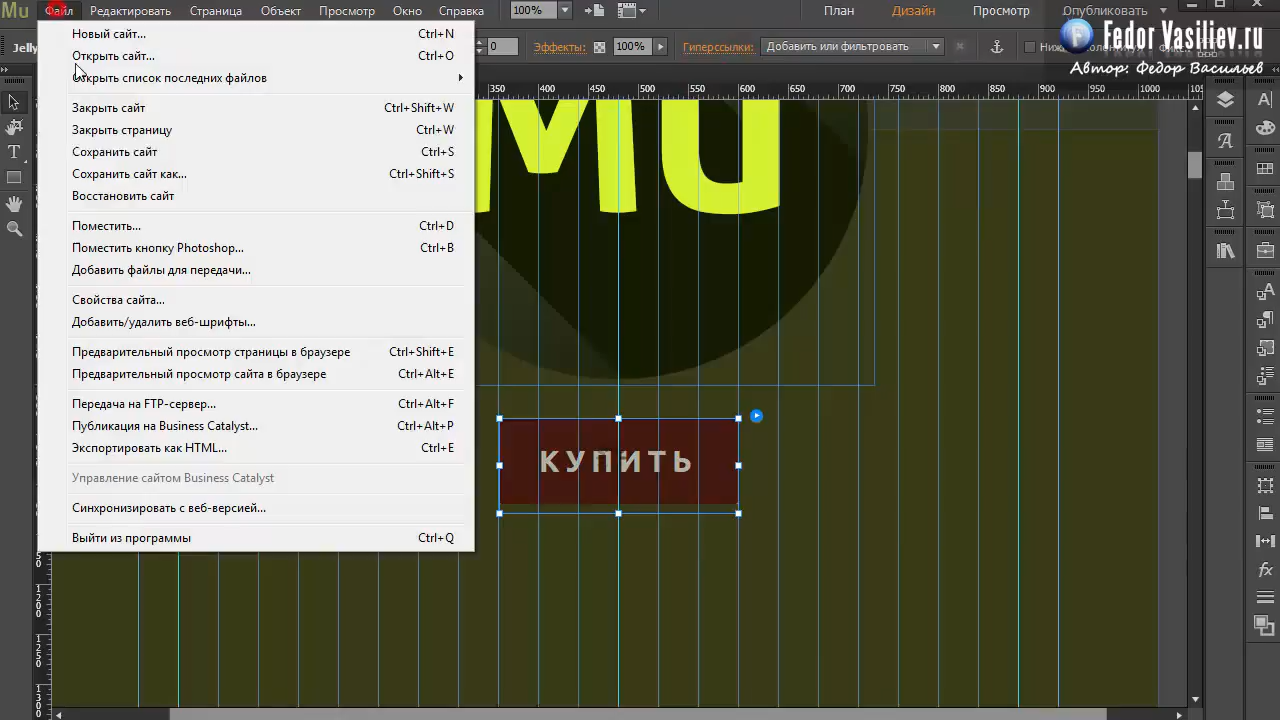 Mu Файл Редактировать Страница Объект Просмотр Окно Справка 100% План Дизайн Просмотр Опубликовать
Jelly
0 Эффекты: 100% Гиперссылки: Добавить или фильтровать
Fedor Vasiliev.ru
Автор: Федор Васильев
Новый сайт... Ctrl+N
Открыть сайт... Ctrl+O
Открыть список последних файлов
Закрыть сайт Ctrl+Shift+W
Закрыть страницу Ctrl+W
Сохранить сайт Ctrl+S
Сохранить сайт как... Ctrl+Shift+S
Восстановить сайт
Поместить... Ctrl+D
Поместить кнопку Photoshop... Ctrl+B
Добавить файлы для передачи...
Свойства сайта...
Добавить/удалить веб-шрифты...
Предварительный просмотр страницы в браузере Ctrl+Shift+E
Предварительный просмотр сайта в браузере Ctrl+Alt+E
Передача на FTP-сервер... Ctrl+Alt+F
Публикация на Business Catalyst... Ctrl+Alt+P
Экспортировать как HTML... Ctrl+E
Управление сайтом Business Catalyst
Синхронизировать с веб-версией...
Выйти из программы Ctrl+Q
350 400 450 500 550 600 650 700 750 800 850 900 950 1000
Mu
КУПИТЬ
1200
1250
1300